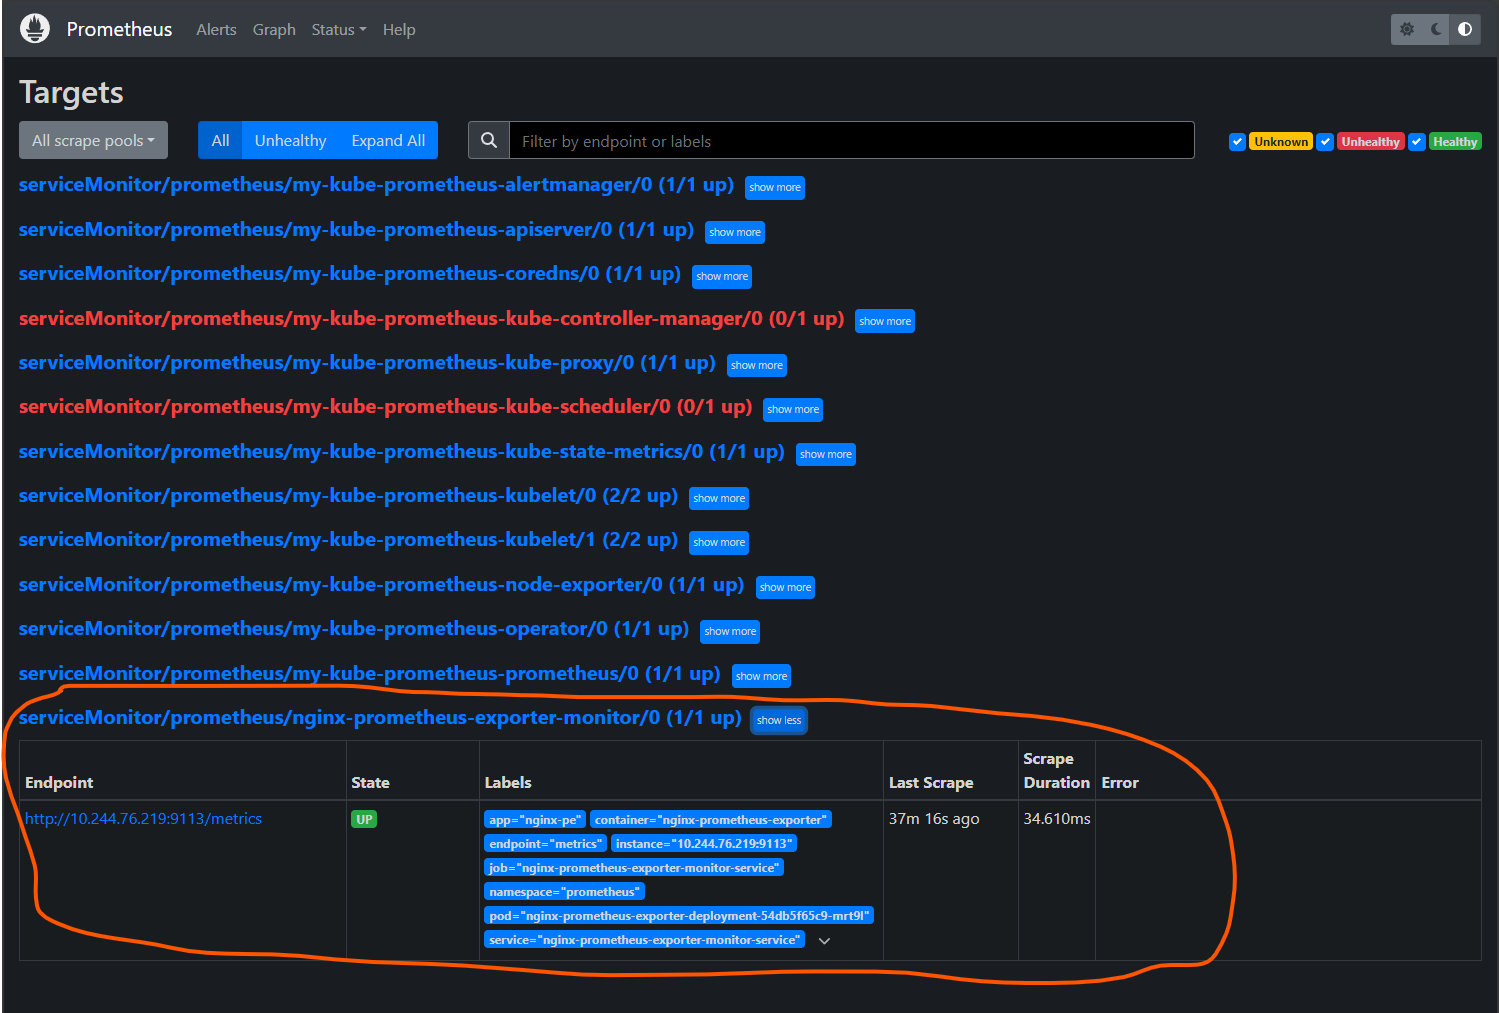 Prometheus Alerts Graph Status Help
Targets
All scrape pools All Unhealthy Expand All Filter by endpoint or labels Unknown Unhealthy Healthy
serviceMonitor/prometheus/my-kube-prometheus-alertmanager/0 (1/1 up) show more
serviceMonitor/prometheus/my-kube-prometheus-apiserver/0 (1/1 up) show more
serviceMonitor/prometheus/my-kube-prometheus-coredns/0 (1/1 up) show more
serviceMonitor/prometheus/my-kube-prometheus-kube-controller-manager/0 (0/1 up) show more
serviceMonitor/prometheus/my-kube-prometheus-kube-proxy/0 (1/1 up) show more
serviceMonitor/prometheus/my-kube-prometheus-kube-scheduler/0 (0/1 up) show more
serviceMonitor/prometheus/my-kube-prometheus-kube-state-metrics/0 (1/1 up) show more
serviceMonitor/prometheus/my-kube-prometheus-kubelet/0 (2/2 up) show more
serviceMonitor/prometheus/my-kube-prometheus-kubelet/1 (2/2 up) show more
serviceMonitor/prometheus/my-kube-prometheus-node-exporter/0 (1/1 up) show more
serviceMonitor/prometheus/my-kube-prometheus-operator/0 (1/1 up) show more
serviceMonitor/prometheus/my-kube-prometheus-prometheus/0 (1/1 up) show more
serviceMonitor/prometheus/nginx-prometheus-exporter-monitor/0 (1/1 up) show less
Endpoint State Labels Last Scrape Scrape Duration Error
http://10.244.76.219:9113/metrics UP app="nginx-pe" container="nginx-prometheus-exporter" 37m 16s ago 34.610ms
endpoint="metrics" instance="10.244.76.219:9113"
job="nginx-prometheus-exporter-monitor-service"
namespace="prometheus"
pod="nginx-prometheus-exporter-deployment-54db5f65c9-mrt9l"
service="nginx-prometheus-exporter-monitor-service"